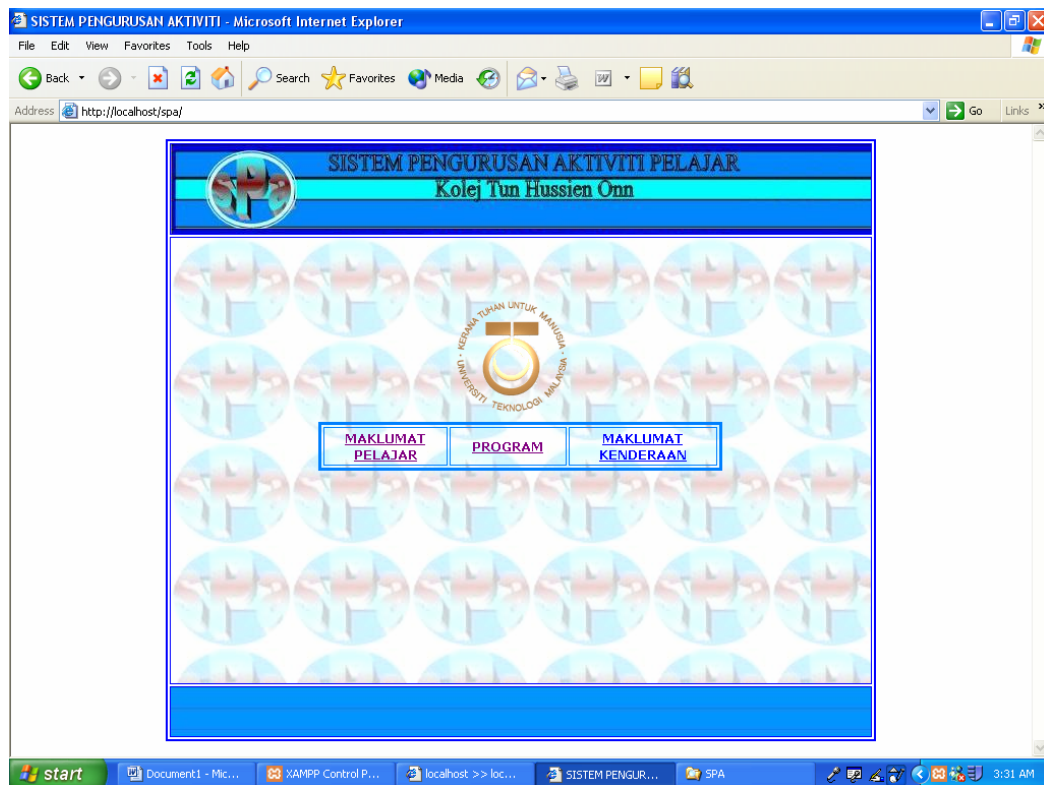 SISTEM PENGURUSAN AKTIVITI - Microsoft Internet Explorer
File Edit View Favorites Tools Help
Back Search Favorites Media
Address http://localhost/spa/ Go Links »
SPa
SISTEM PENGURUSAN AKTIVITI PELAJAR
Kolej Tun Hussien Onn
KERANA TUHAN UNTUK MANUSIA
UNIVERSITI TEKNOLOGI MALAYSIA
MAKLUMAT
PELAJAR
PROGRAM
MAKLUMAT
KENDERAAN
start Document1 - Mic... XAMPP Control P... localhost >> loc... SISTEM PENGUR... SPA 3:31 AM